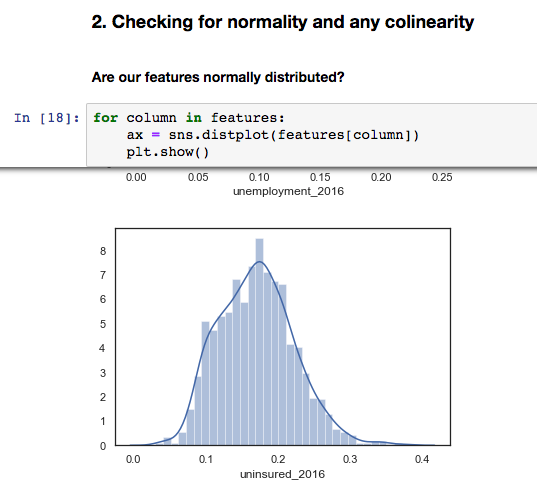 2. Checking for normality and any colinearity
Are our features normally distributed?
In [18]: for column in features:
ax = sns.distplot(features[column])
plt.show()
0.00 0.05 0.10 0.15 0.20 0.25
unemployment_2016
8
7
6
5
4
3
2
1
0
0.0 0.1 0.2 0.3 0.4
uninsured_2016